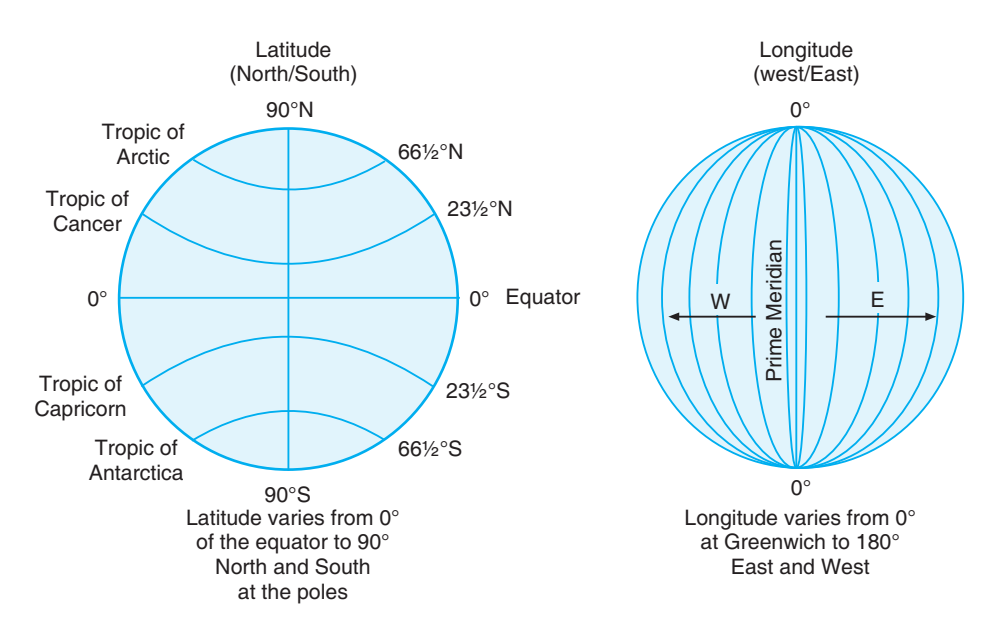 Latitude
(North/South)
90°N
Tropic of
Arctic
66½°N
Tropic of
Cancer
23½°N
0°
0° Equator
Tropic of
Capricorn
23½°S
Tropic of
Antarctica
66½°S
90°S
Latitude varies from 0°
of the equator to 90°
North and South
at the poles
Longitude
(west/East)
0°
W
Prime Meridian
E
0°
Longitude varies from 0°
at Greenwich to 180°
East and West